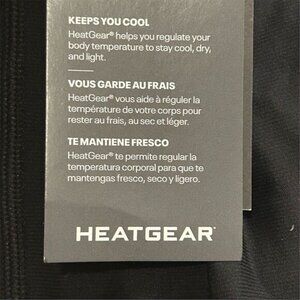 KEEPS YOU COOL
HeatGear® helps you regulate your
body temperature to stay cool, dry,
and light.
VOUS GARDE AU FRAIS
HeatGear® vous aide à réguler la
température de votre corps pour
rester au frais, au sec et léger.
TE MANTIENE FRESCO
HeatGear® te permite regular la
temperatura corporal para que te
mantengas fresco, seco y ligero.
HEATGEAR